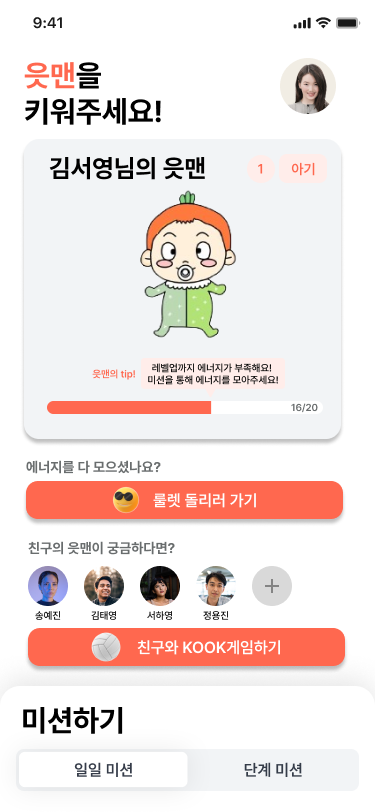 9:41
웃맨을
키워주세요!
김서영님의 웃맨
1
아기
웃맨의 tip!
레벨업까지 에너지가 부족해요!
미션을 통해 에너지를 모아주세요!
16/20
에너지를 다 모으셨나요?
룰렛 돌리러 가기
친구의 웃맨이 궁금하다면?
송예진 김태영 서하영 정용진
친구와 KOOK게임하기
미션하기
일일 미션 단계 미션